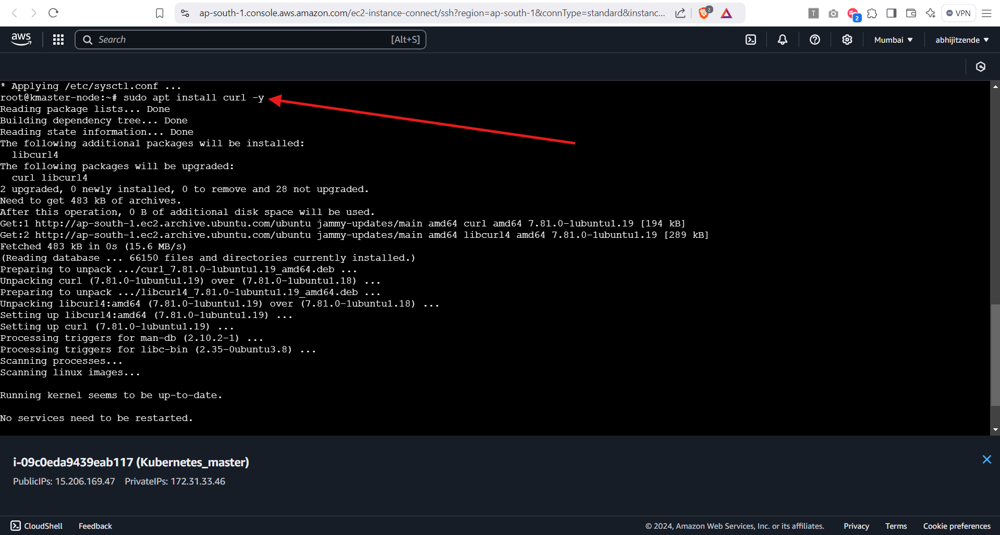 ap-south-1.console.aws.amazon.com/ec2-instance-connect/ssh?region=ap-south-1&connType=standard&instanc...
2
T
2
VPN
aws
Search
[Alt+S]
Mumbai ▼
abhijitzende ▼
* Applying /etc/sysctl.conf ...
root@kmaster-node:~# sudo apt install curl -y
Reading package lists... Done
Building dependency tree... Done
Reading state information... Done
The following additional packages will be installed:
  libcurl4
The following packages will be upgraded:
  curl libcurl4
2 upgraded, 0 newly installed, 0 to remove and 28 not upgraded.
Need to get 483 kB of archives.
After this operation, 0 B of additional disk space will be used.
Get:1 http://ap-south-1.ec2.archive.ubuntu.com/ubuntu jammy-updates/main amd64 curl amd64 7.81.0-1ubuntu1.19 [194 kB]
Get:2 http://ap-south-1.ec2.archive.ubuntu.com/ubuntu jammy-updates/main amd64 libcurl4 amd64 7.81.0-1ubuntu1.19 [289 kB]
Fetched 483 kB in 0s (15.6 MB/s)
(Reading database ... 66150 files and directories currently installed.)
Preparing to unpack .../curl_7.81.0-1ubuntu1.19_amd64.deb ...
Unpacking curl (7.81.0-1ubuntu1.19) over (7.81.0-1ubuntu1.18) ...
Preparing to unpack .../libcurl4_7.81.0-1ubuntu1.19_amd64.deb ...
Unpacking libcurl4:amd64 (7.81.0-1ubuntu1.19) over (7.81.0-1ubuntu1.18) ...
Setting up libcurl4:amd64 (7.81.0-1ubuntu1.19) ...
Setting up curl (7.81.0-1ubuntu1.19) ...
Processing triggers for man-db (2.10.2-1) ...
Processing triggers for libc-bin (2.35-0ubuntu3.8) ...
Scanning processes...
Scanning linux images...
Running kernel seems to be up-to-date.
No services need to be restarted.
i-09c0eda9439eab117 (Kubernetes_master)
PublicIPs: 15.206.169.47 PrivateIPs: 172.31.33.46
CloudShell
Feedback
© 2024, Amazon Web Services, Inc. or its affiliates.
Privacy
Terms
Cookie preferences